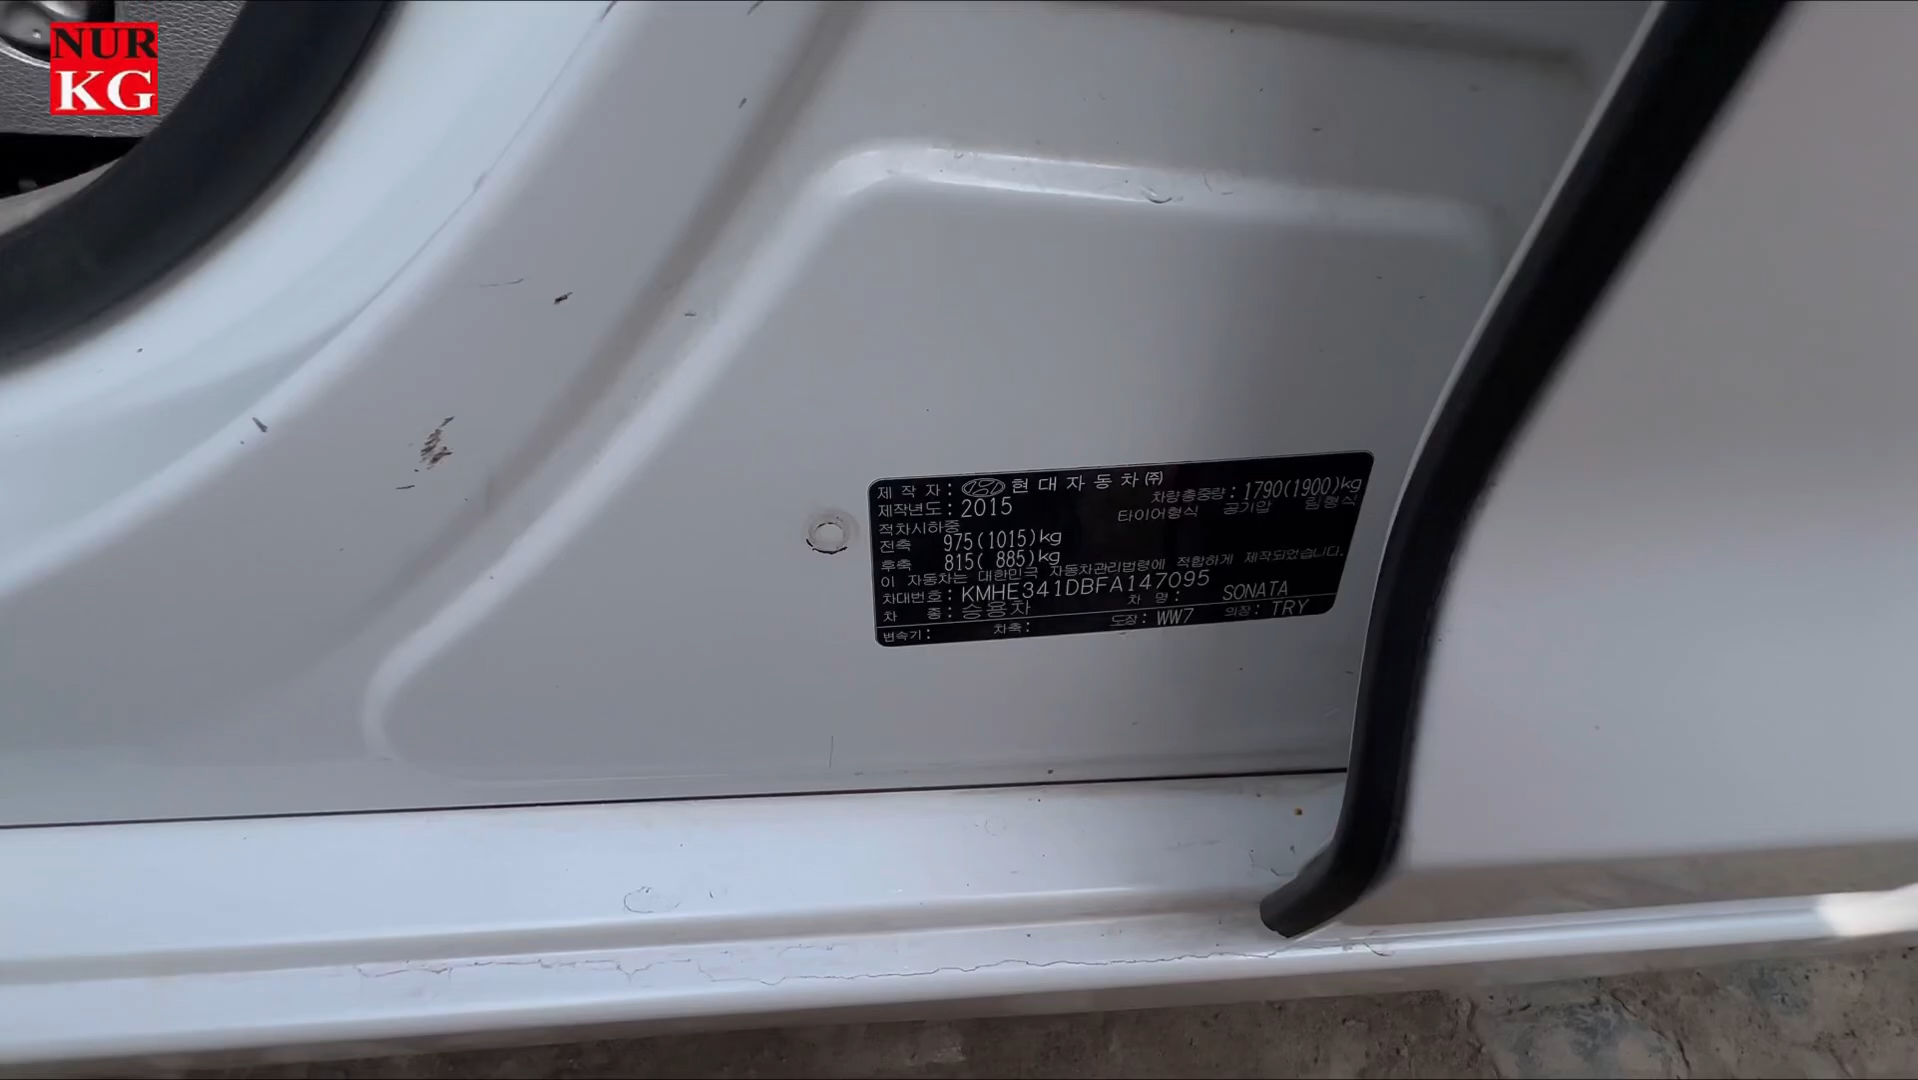 NUR
KG
제 작 자 : 현 대 자 동 차 ㈜
제작년도 : 2015 차량총중량 : 1790(1900)kg
적차시하중 타이어형식 공기압 림형식
전축 975(1015)kg
후축 815( 885)kg
이 자동차는 대한민국 자동차관리법령에 적합하게 제작되었습니다.
차대번호 : KMHE341DBFA147095
차 종 : 승용차 차 명 : SONATA
변속기 : 차축 : 도장 : WW7 의장 : TRY